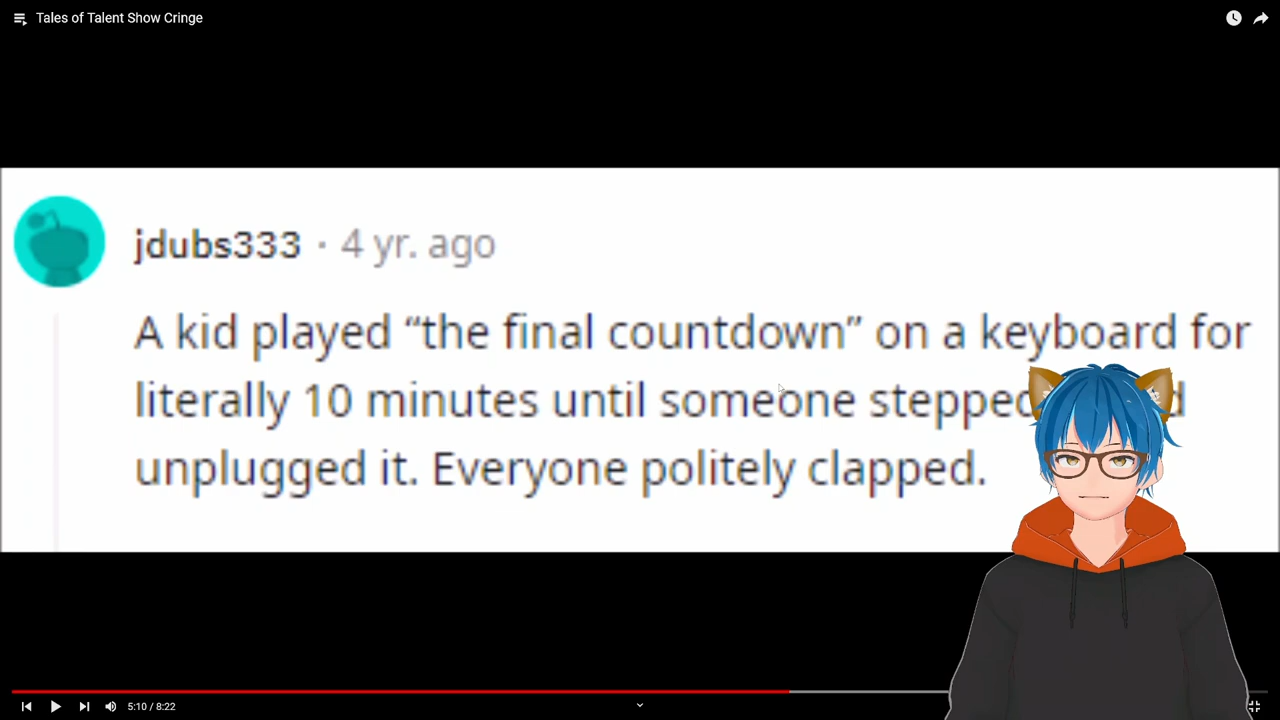 Tales of Talent Show Cringe
jdubs333 · 4 yr. ago
A kid played “the final countdown” on a keyboard for
literally 10 minutes until someone stepped
unplugged it. Everyone politely clapped.
5:10 / 8:22